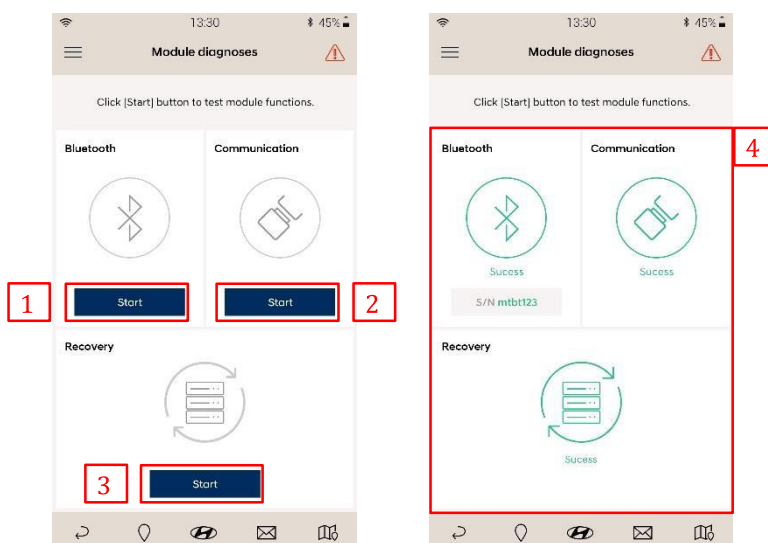 13:30
45%
Module diagnoses
Click [Start] button to test module functions.
Bluetooth
Communication
1
Start
Start
2
Recovery
3
Start
13:30
45%
Module diagnoses
Click [Start] button to test module functions.
4
Bluetooth
Communication
Sucess
Sucess
S/N mtbt123
Recovery
Sucess